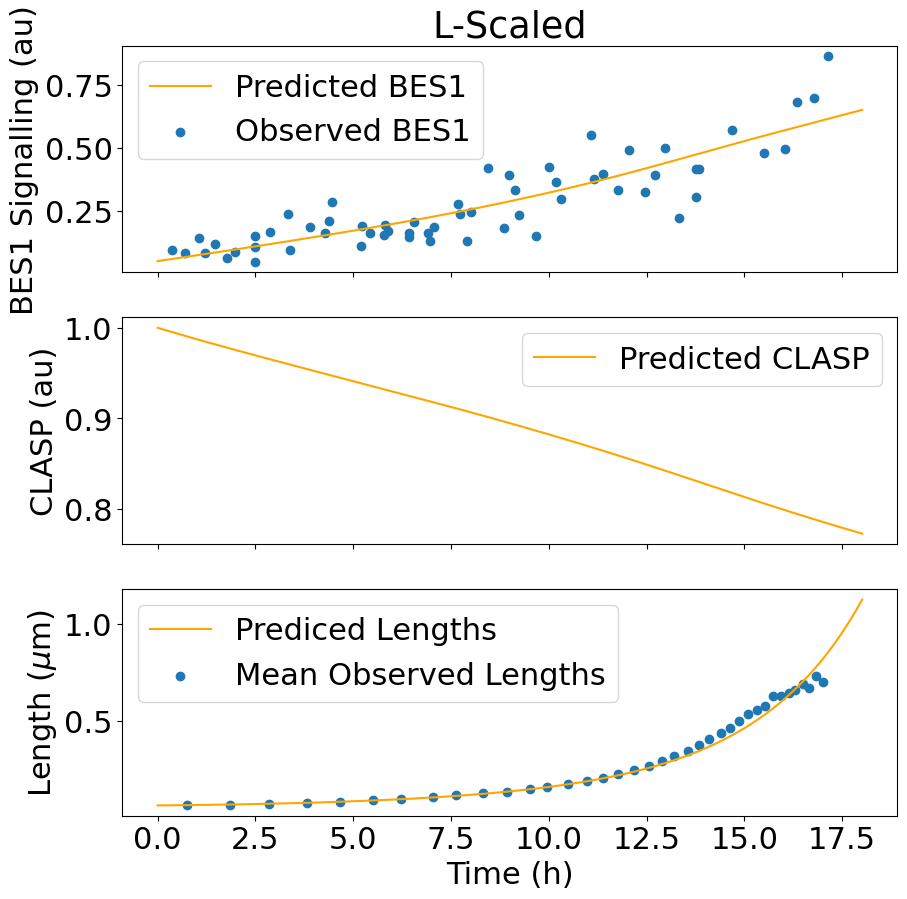 L-Scaled
BES1 Signalling (au)
0.75
0.50
0.25
Predicted BES1
Observed BES1
CLASP (au)
1.0
0.9
0.8
Predicted CLASP
Length (μm)
1.0
0.5
Prediced Lengths
Mean Observed Lengths
0.0 2.5 5.0 7.5 10.0 12.5 15.0 17.5
Time (h)